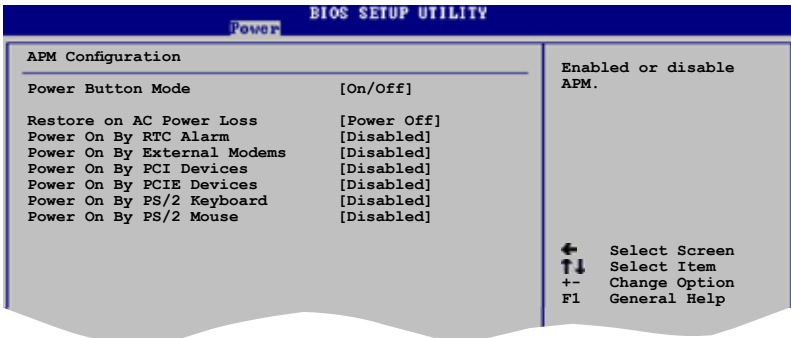 BIOS SETUP UTILITY
Power
APM Configuration
Power Button Mode [On/Off]
Restore on AC Power Loss [Power Off]
Power On By RTC Alarm [Disabled]
Power On By External Modems [Disabled]
Power On By PCI Devices [Disabled]
Power On By PCIE Devices [Disabled]
Power On By PS/2 Keyboard [Disabled]
Power On By PS/2 Mouse [Disabled]
Enabled or disable
APM.
← Select Screen
↑↓ Select Item
+- Change Option
F1 General Help